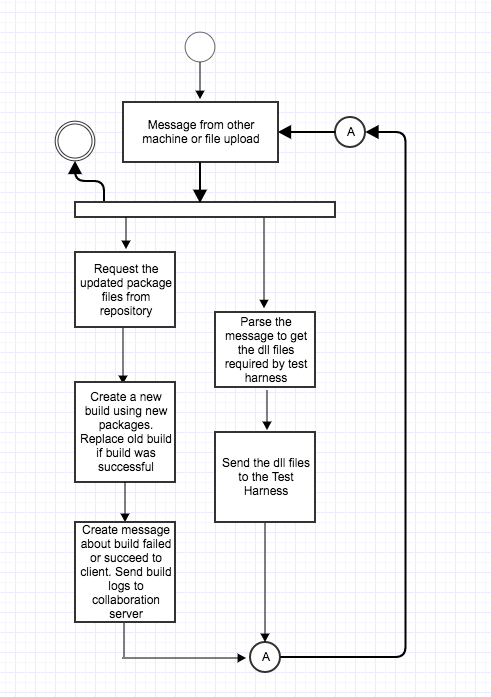 Message from other
machine or file upload
A
Request the
updated package
files from
repository
Parse the
message to get
the dll files
required by test
harness
Create a new
build using new
packages.
Replace old build
if build was
successful
Send the dll files
to the Test
Harness
Create message
about build failed
or succeed to
client. Send build
logs to
collaboration
server
A